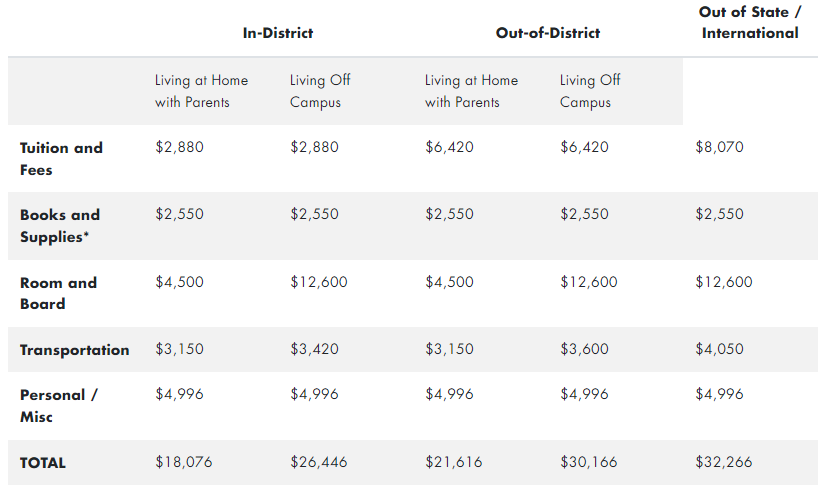 Out of State /
In-District Out-of-District International
Living at Home Living Off Living at Home Living Off
with Parents Campus with Parents Campus
Tuition and $2,880 $2,880 $6,420 $6,420 $8,070
Fees
Books and $2,550 $2,550 $2,550 $2,550 $2,550
Supplies*
Room and $4,500 $12,600 $4,500 $12,600 $12,600
Board
Transportation $3,150 $3,420 $3,150 $3,600 $4,050
Personal / $4,996 $4,996 $4,996 $4,996 $4,996
Misc
TOTAL $18,076 $26,446 $21,616 $30,166 $32,266